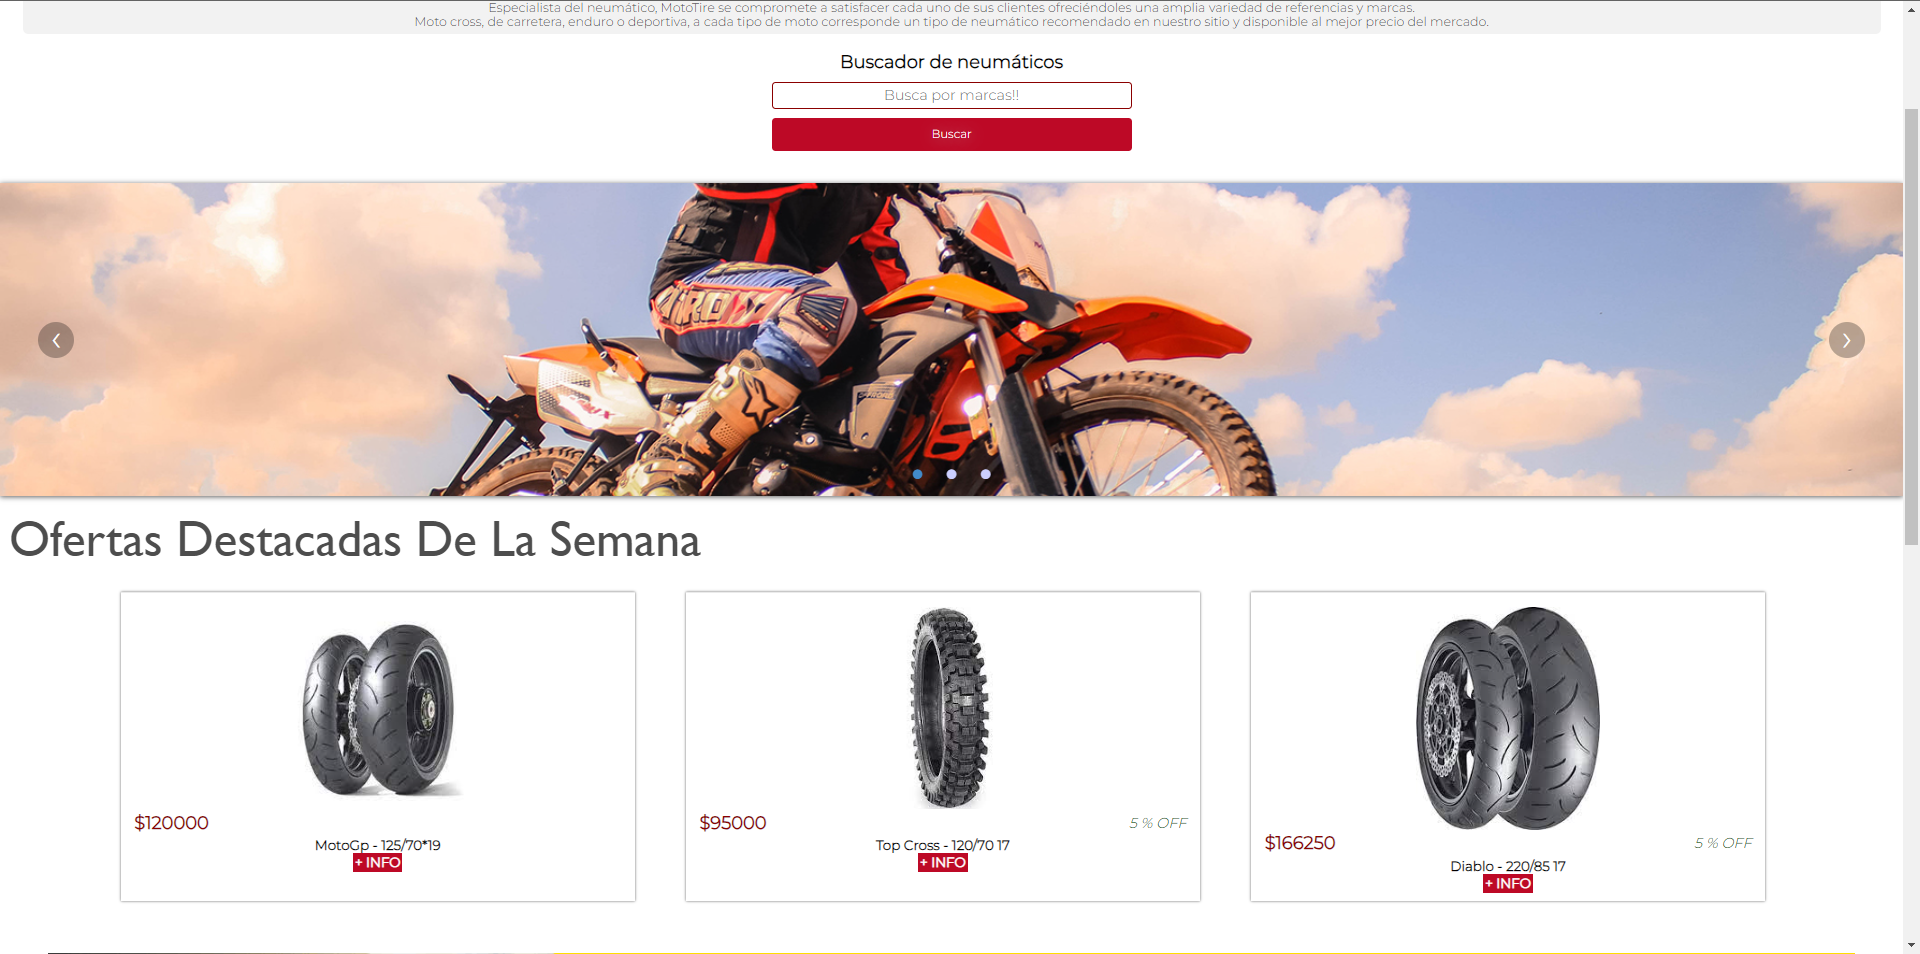 Especialista del neumático, MotoTire se compromete a satisfacer cada uno de sus clientes ofreciéndoles una amplia variedad de referencias y marcas.
Moto cross, de carretera, enduro o deportiva, a cada tipo de moto corresponde un tipo de neumático recomendado en nuestro sitio y disponible al mejor precio del mercado.
Buscador de neumáticos
Busca por marcas!!
Buscar
Ofertas Destacadas De La Semana
$120000
MotoGp - 125/70*19
+ INFO
$95000
5 % OFF
Top Cross - 120/70 17
+ INFO
$166250
5 % OFF
Diablo - 220/85 17
+ INFO